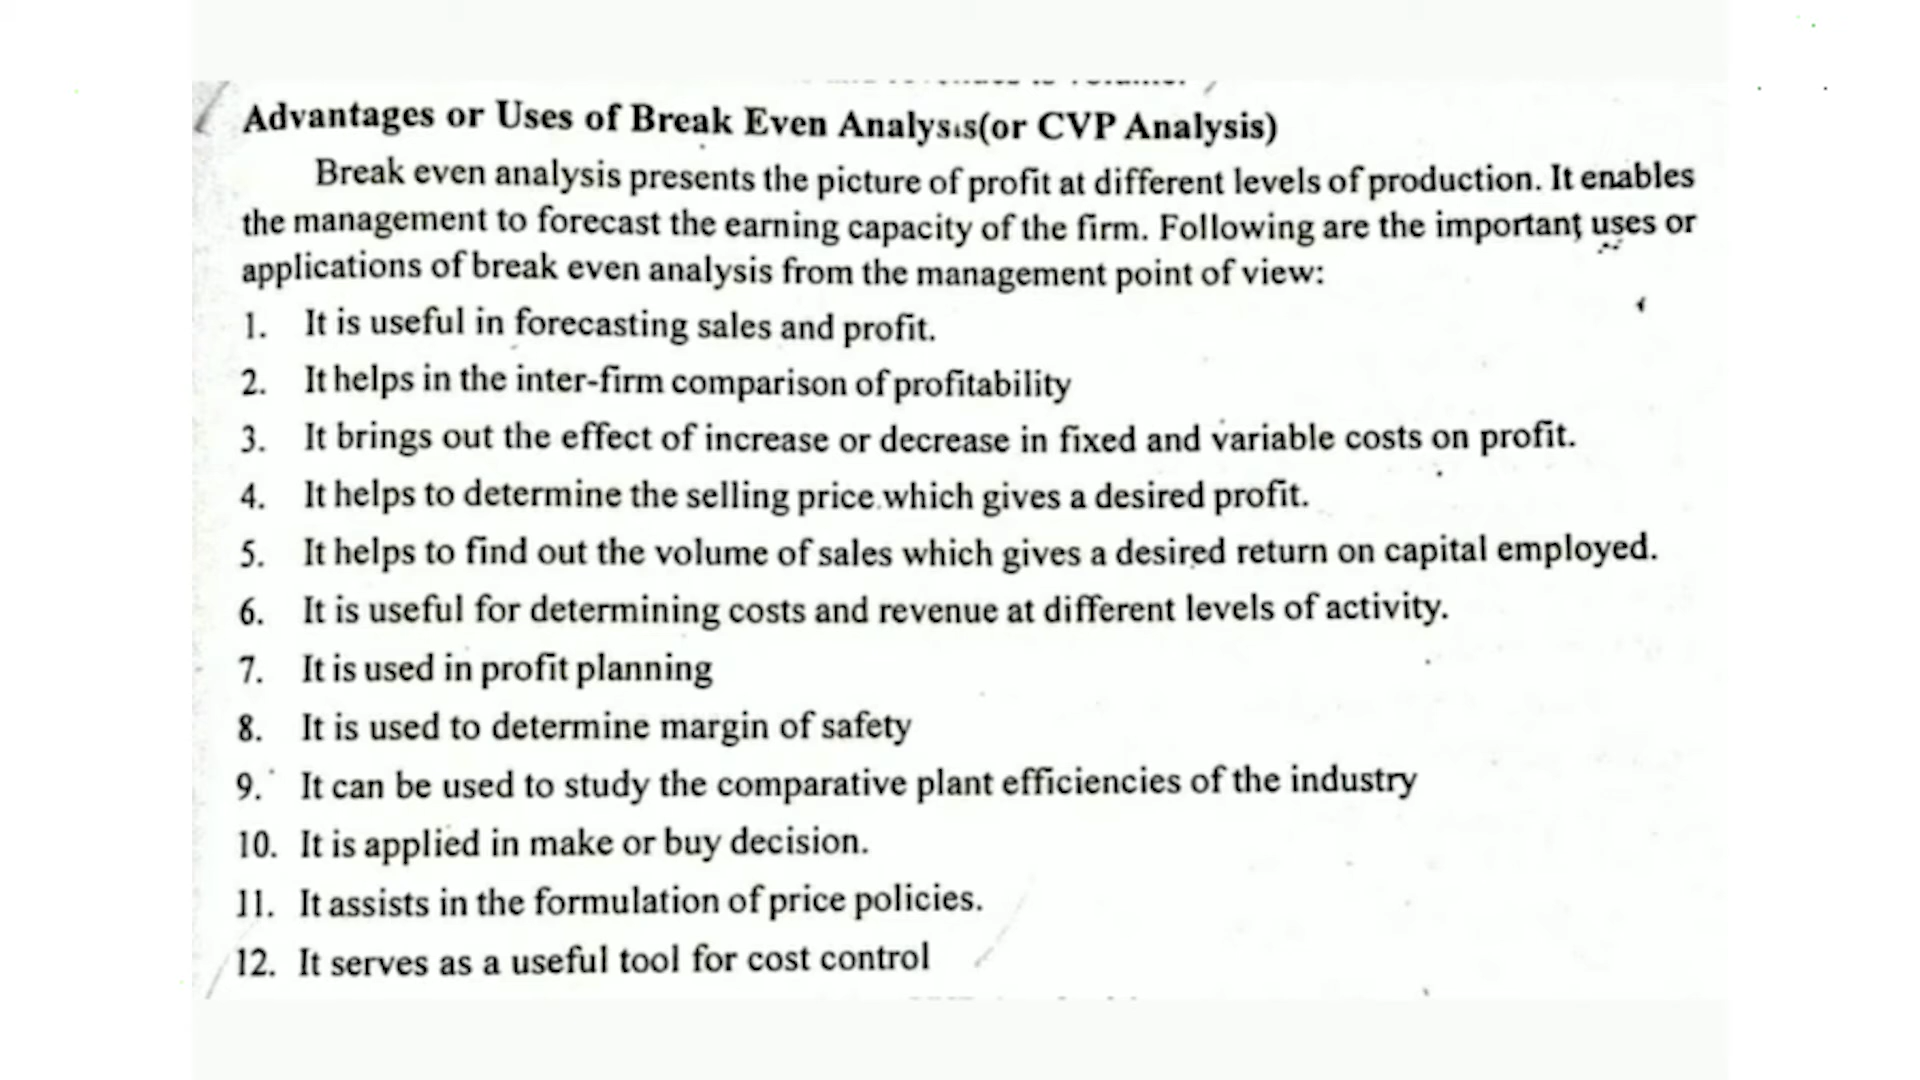 Advantages or Uses of Break Even Analysis(or CVP Analysis)
Break even analysis presents the picture of profit at different levels of production. It enables
the management to forecast the earning capacity of the firm. Following are the important uses or
applications of break even analysis from the management point of view:
1. It is useful in forecasting sales and profit.
2. It helps in the inter-firm comparison of profitability
3. It brings out the effect of increase or decrease in fixed and variable costs on profit.
4. It helps to determine the selling price which gives a desired profit.
5. It helps to find out the volume of sales which gives a desired return on capital employed.
6. It is useful for determining costs and revenue at different levels of activity.
7. It is used in profit planning
8. It is used to determine margin of safety
9. It can be used to study the comparative plant efficiencies of the industry
10. It is applied in make or buy decision.
11. It assists in the formulation of price policies.
12. It serves as a useful tool for cost control